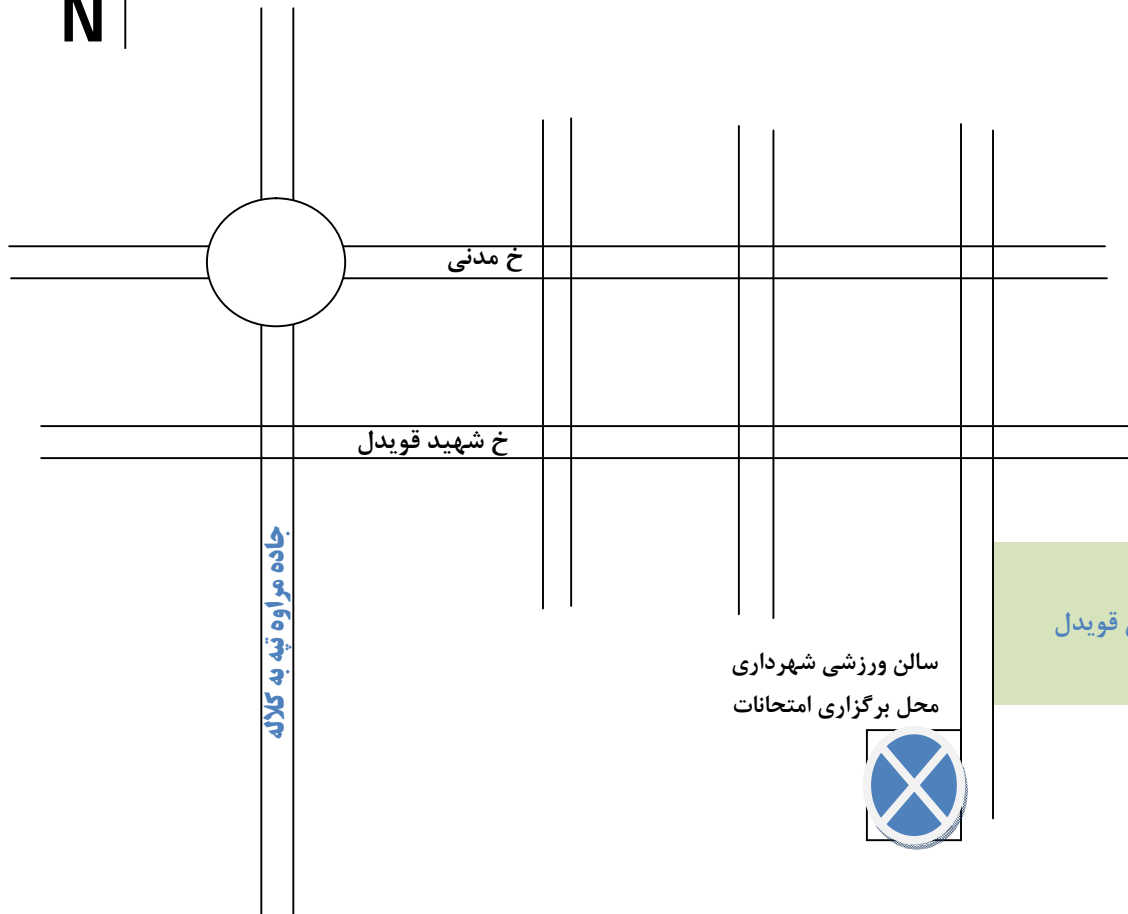 N
خ مدنی
خ شهید قویدل
جاده مراوه تپه به کلاله
قویدل
سالن ورزشی شهرداری
محل برگزاری امتحانات